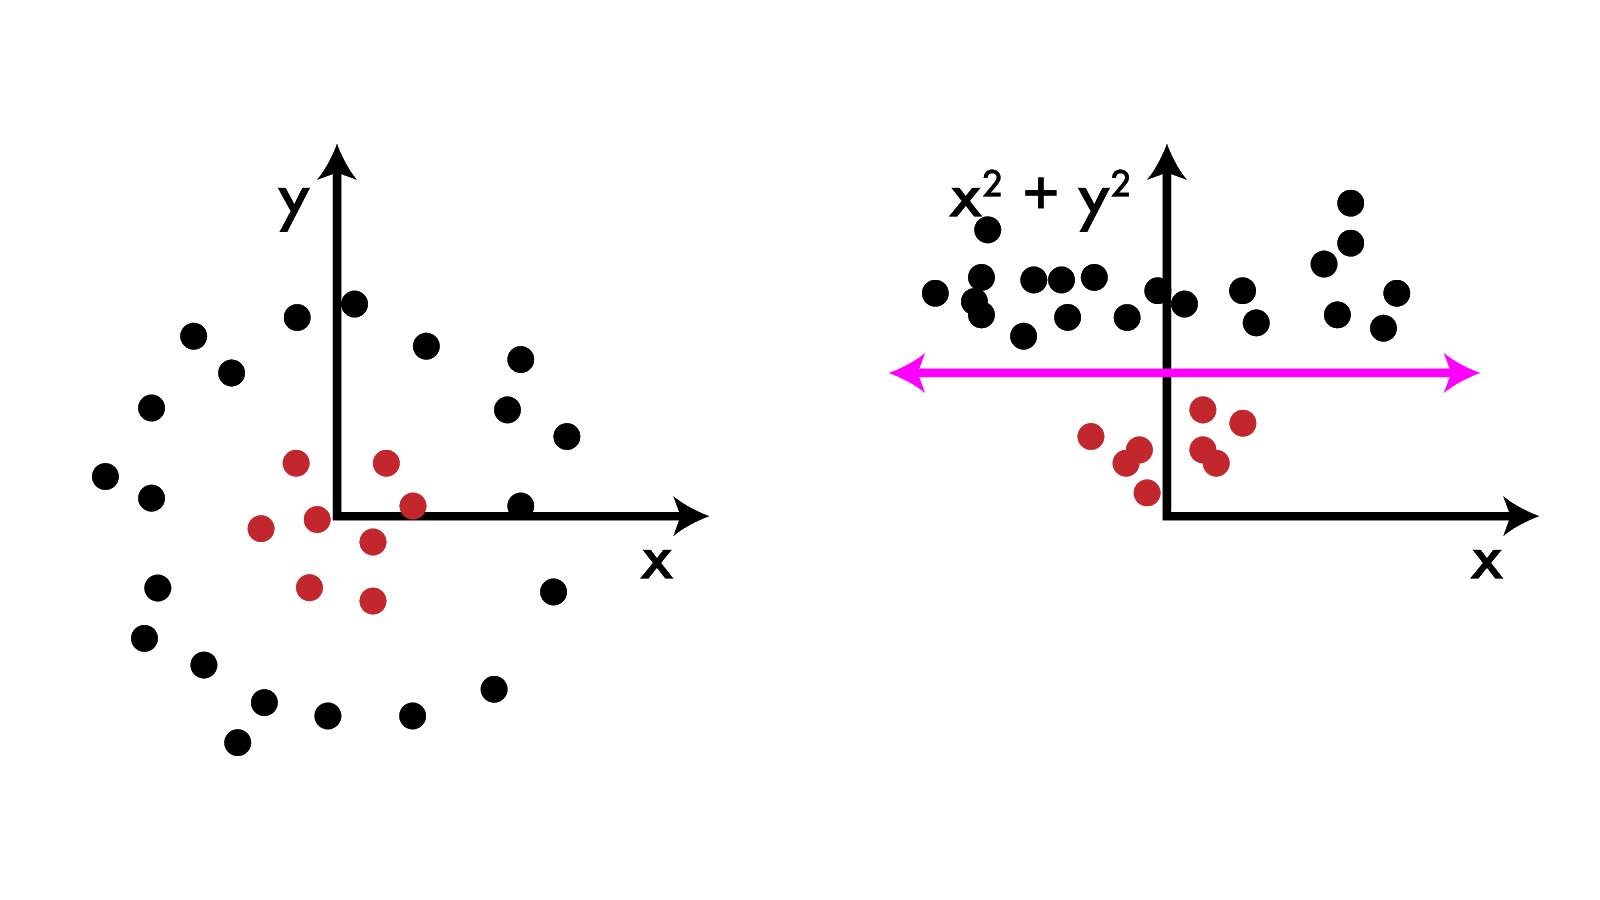 y
x
x² + y²
x